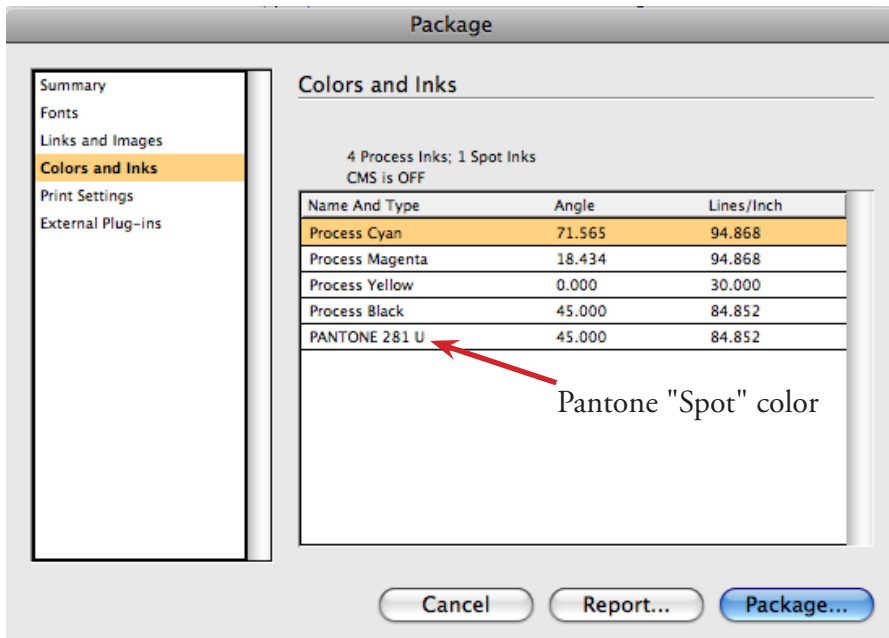 Package
Summary
Fonts
Links and Images
Colors and Inks
Print Settings
External Plug-ins
Colors and Inks
4 Process Inks; 1 Spot Inks
CMS is OFF
Name And Type Angle Lines/Inch
Process Cyan 71.565 94.868
Process Magenta 18.434 94.868
Process Yellow 0.000 30.000
Process Black 45.000 84.852
PANTONE 281 U 45.000 84.852
Pantone "Spot" color
Cancel Report... Package...